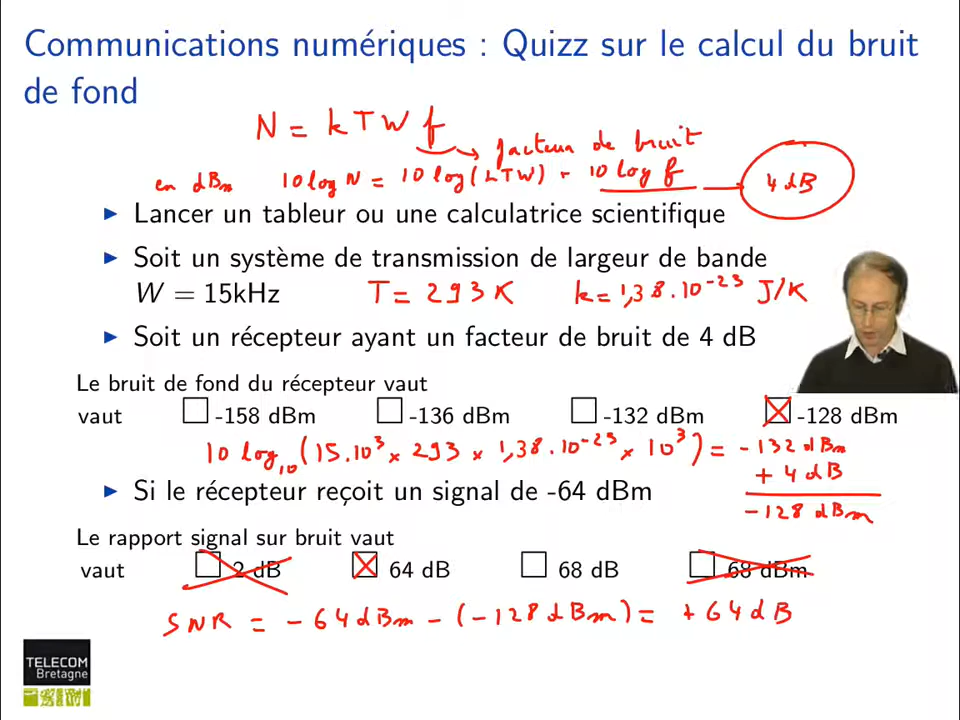 Communications numériques : Quizz sur le calcul du bruit
de fond
N = kTW f
→ facteur de bruit
en dBm 10 log N = 10 log(kTW) + 10 log f — 4 dB
▶ Lancer un tableur ou une calculatrice scientifique
▶ Soit un système de transmission de largeur de bande
W = 15kHz T = 293K k = 1,38.10⁻²³ J/K
▶ Soit un récepteur ayant un facteur de bruit de 4 dB
Le bruit de fond du récepteur vaut
vaut ☐ -158 dBm ☐ -136 dBm ☐ -132 dBm ☒ -128 dBm
10 log₁₀ (15.10³ × 293 × 1,38.10⁻²³ × 10³) = -132 dBm
+ 4 dB
-128 dBm
▶ Si le récepteur reçoit un signal de -64 dBm
Le rapport signal sur bruit vaut
vaut ☐ 2 dB ☒ 64 dB ☐ 68 dB ☐ 68 dBm
SNR = -64 dBm - (-128 dBm) = +64 dB
TELECOM
Bretagne